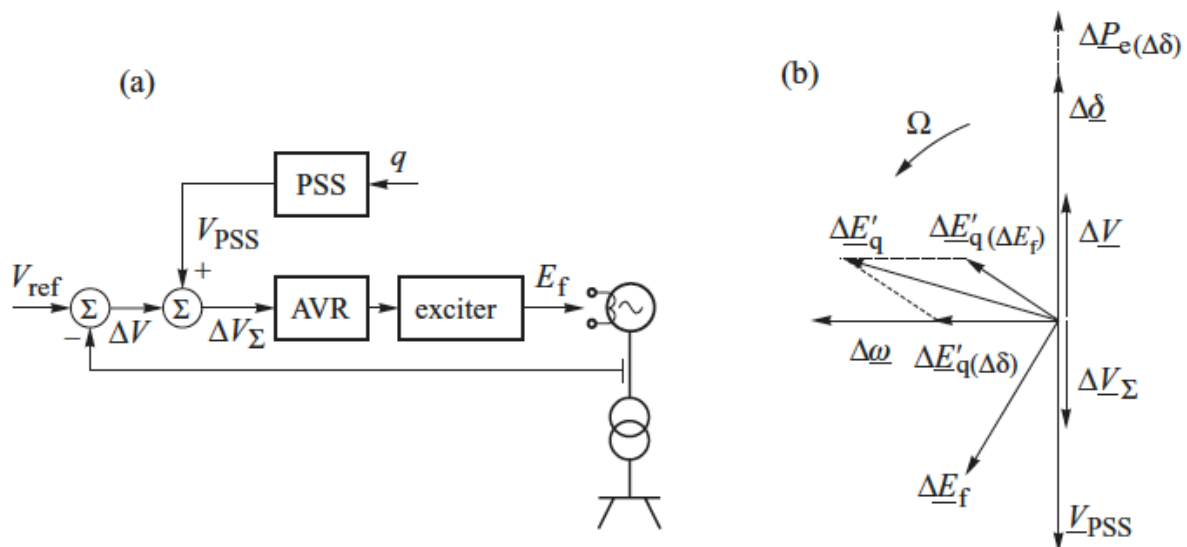 (a)
PSS
q
V_PSS
+
V_ref
Σ
−
ΔV
Σ
ΔV_Σ
AVR
exciter
E_f
(b)
ΔP_e(Δδ)
Δδ
Ω
ΔE′_q
ΔE′_q(ΔE_f)
ΔV
Δω
ΔE′_q(Δδ)
ΔV_Σ
ΔE_f
V_PSS